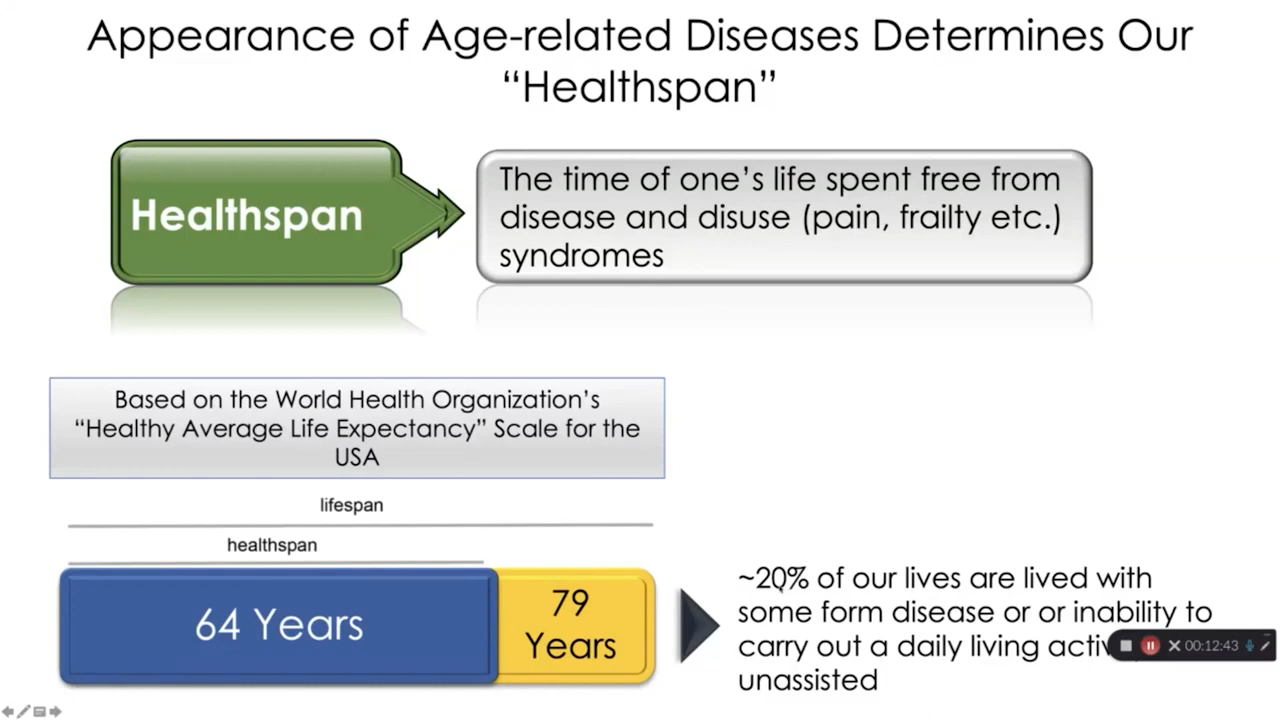 Appearance of Age-related Diseases Determines Our
“Healthspan”
Healthspan
The time of one’s life spent free from
disease and disuse (pain, frailty etc.)
syndromes
Based on the World Health Organization’s
“Healthy Average Life Expectancy” Scale for the
USA
lifespan
healthspan
64 Years
79
Years
~20% of our lives are lived with
some form disease or or inability to
carry out a daily living
unassisted
00:12:43